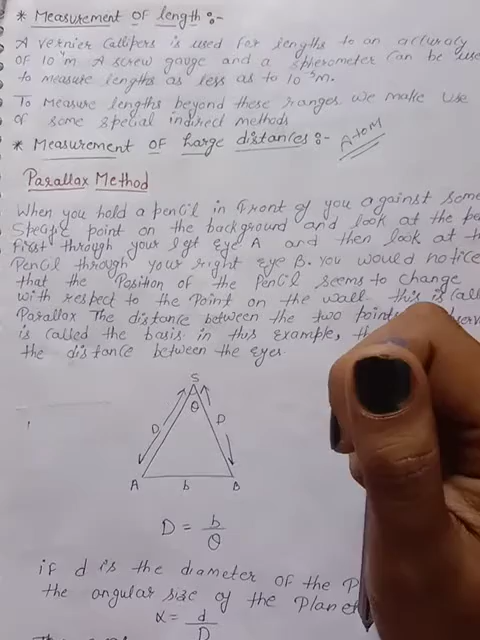 * Measurement of length :-
A vernier Callipers is used for lengths to an accuracy
of 10⁻⁴m. A screw gauge and a spherometer can be use
to measure lengths as less as to 10⁻⁵m.
To Measure lengths beyond these ranges we make use
of some special indirect methods
* Measurement of Large distances :-
AtoM
Parallax Method
When you hold a pencil in front of you against some
Specific point on the background and look at the pe
first through your left Eye A and then look at th
Pencil through your right Eye B. You would notice
that the Position of the Pencil seems to change
with respect to the Point on the wall. this is call
Parallax The distance between the two points
is called the basis in this example, th
the distance between the Eyes
S
θ
D D
A b B
D = b/θ
if d is the diameter of the P
the angular size of the Planet
α = d/D